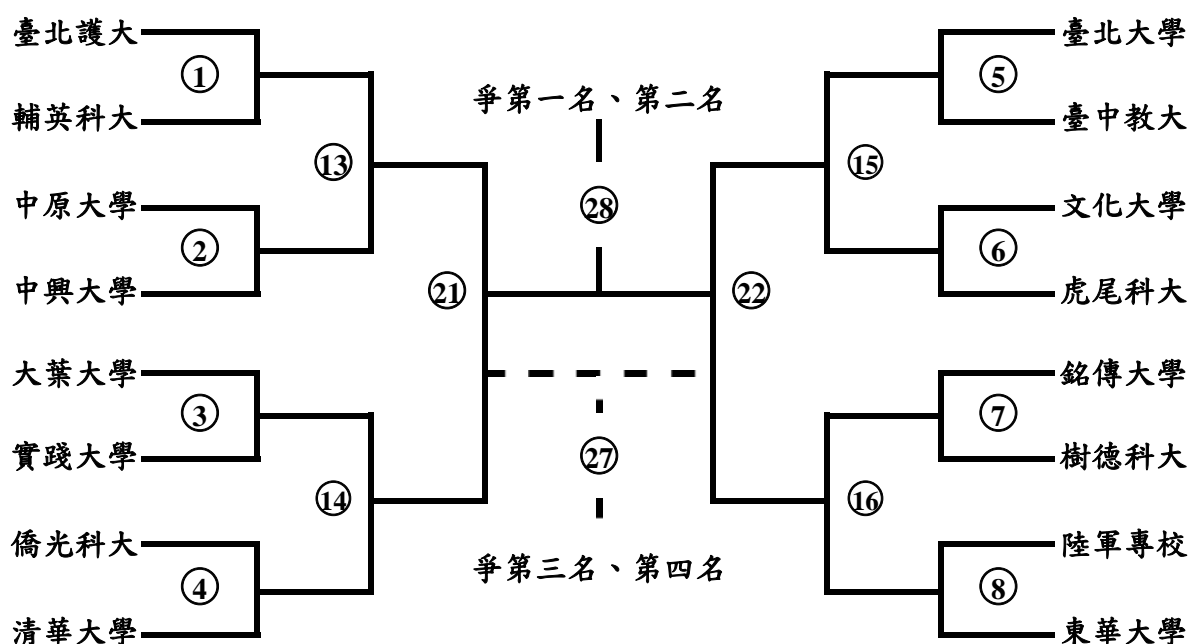 臺北護大
①
輔英科大
⑬
中原大學
②
中興大學
㉑
大葉大學
③
實踐大學
⑭
僑光科大
④
清華大學
爭第一名、第二名
㉘
㉗
爭第三名、第四名
臺北大學
⑤
臺中教大
⑮
文化大學
⑥
虎尾科大
㉒
銘傳大學
⑦
樹德科大
⑯
陸軍專校
⑧
東華大學